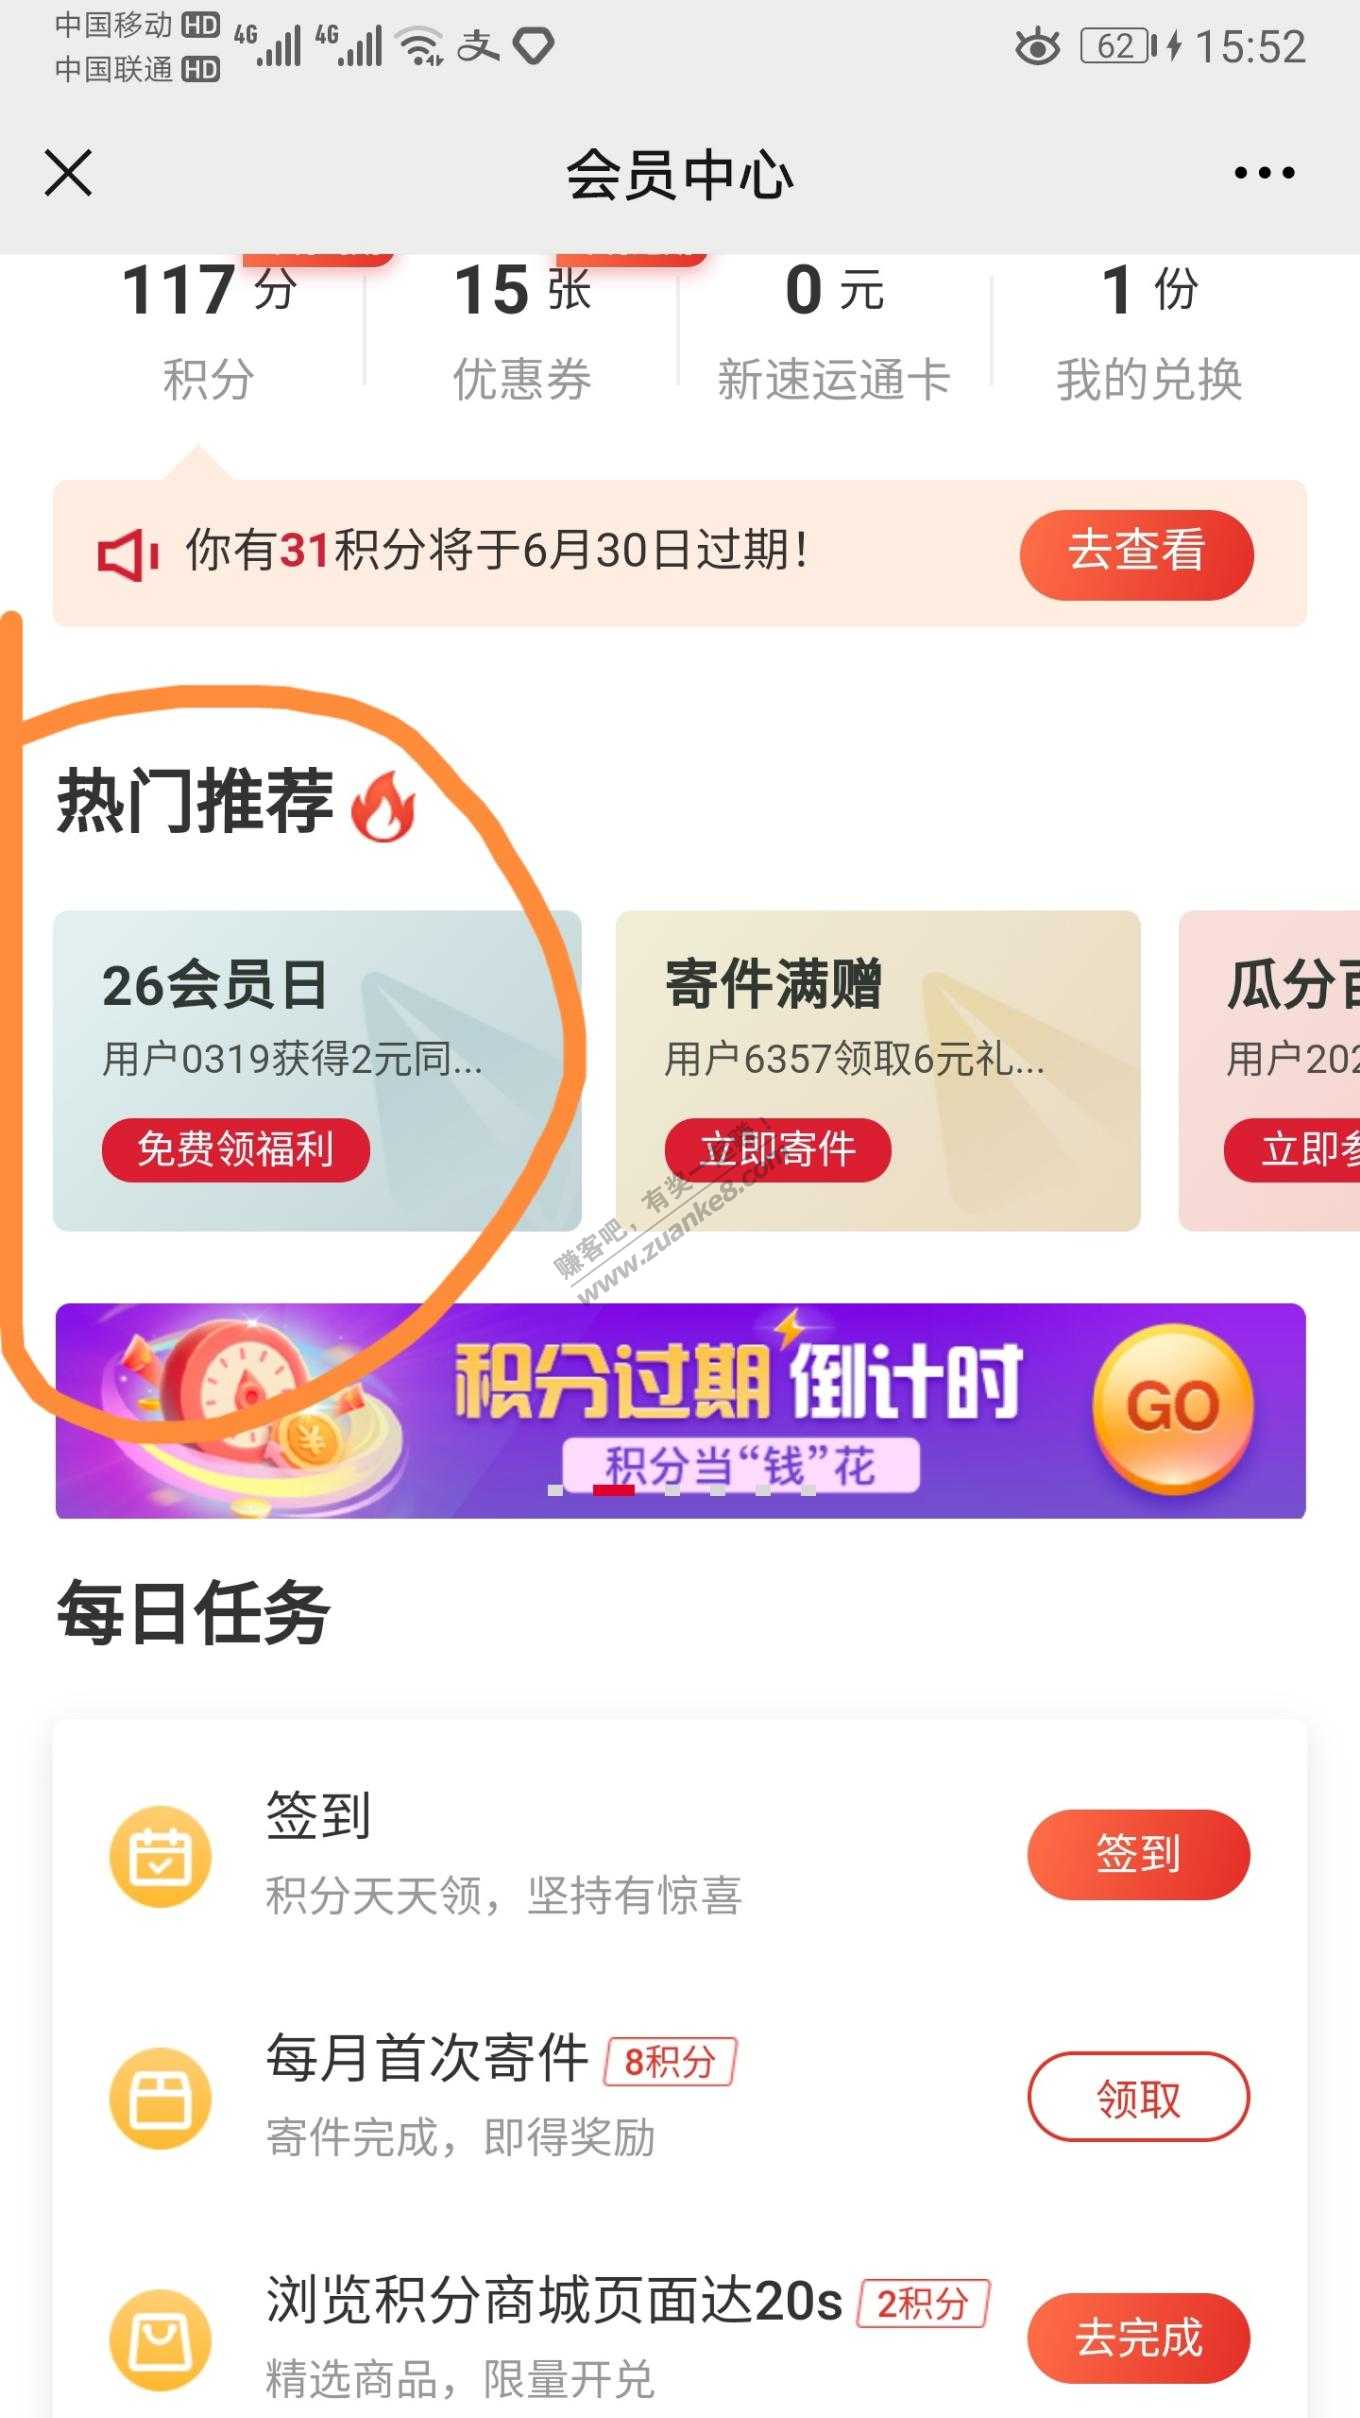 中国移动 HD 4G 4G 支 62 15:52
中国联通 HD
会员中心
117 分 15 张 0 元 1 份
积分 优惠券 新速运通卡 我的兑换
你有31积分将于6月30日过期！ 去查看
热门推荐
26会员日 寄件满赠 瓜分百
用户0319获得2元同... 用户6357领取6元礼... 用户202
免费领福利 立即寄件 立即参
赚客吧，有奖一起赚！
www.zuanke8.com
积分过期倒计时
积分当“钱”花
GO
每日任务
签到
积分天天领，坚持有惊喜
签到
每月首次寄件 8积分
寄件完成，即得奖励
领取
浏览积分商城页面达20s 2积分
精选商品，限量开兑
去完成